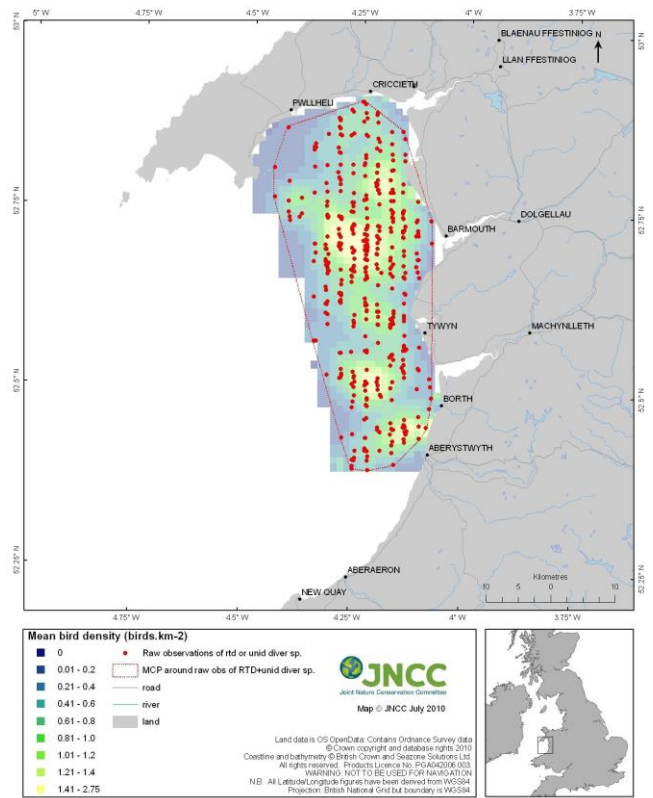 5° W
4.75° W
4.5° W
4.25° W
4° W
3.75° W
53° N
53° N
BLAENAU FFESTINIOG
N
LLAN FFESTINIOG
CRICCIETH
PWLLHELI
52.75° N
52.75° N
DOLGELLAU
BARMOUTH
TYWYN
MACHYNLLETH
52.5° N
52.5° N
BORTH
ABERYSTWYTH
52.25° N
52.25° N
ABERAERON
Kilometres
10 5 0 10
NEW QUAY
4.75° W
4.5° W
4.25° W
4° W
3.75° W
Mean bird density (birds.km-2)
0
0.01 - 0.2
0.21 - 0.4
0.41 - 0.6
0.61 - 0.8
0.81 - 1.0
1.01 - 1.2
1.21 - 1.4
1.41 - 2.75
Raw observations of rtd or unid diver sp.
MCP around raw obs of RTD+unid diver sp.
road
river
land
JNCC
Joint Nature Conservation Committee
Map © JNCC July 2010
Land data is OS OpenData: Contains Ordnance Survey data
© Crown copyright and database rights 2010
Coastline and bathymetry © British Crown and Seazone Solutions Ltd.
All rights reserved. Products Licence No. PGA042006.003.
WARNING: NOT TO BE USED FOR NAVIGATION
N.B. All Latitude/Longitude figures have been derived from WGS84.
Projection: British National Grid but boundary is WGS84.